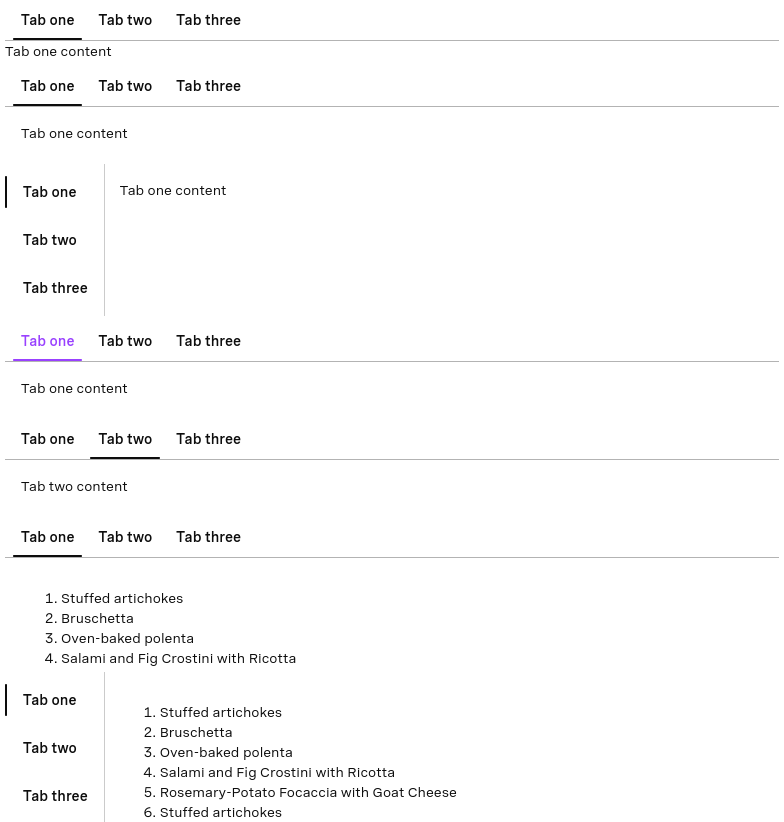 Tab one Tab two Tab three
Tab one content
Tab one Tab two Tab three
Tab one content
Tab one
Tab two
Tab three
Tab one content
Tab one Tab two Tab three
Tab one content
Tab one Tab two Tab three
Tab two content
Tab one Tab two Tab three
1. Stuffed artichokes
2. Bruschetta
3. Oven-baked polenta
4. Salami and Fig Crostini with Ricotta
Tab one
Tab two
Tab three
1. Stuffed artichokes
2. Bruschetta
3. Oven-baked polenta
4. Salami and Fig Crostini with Ricotta
5. Rosemary-Potato Focaccia with Goat Cheese
6. Stuffed artichokes